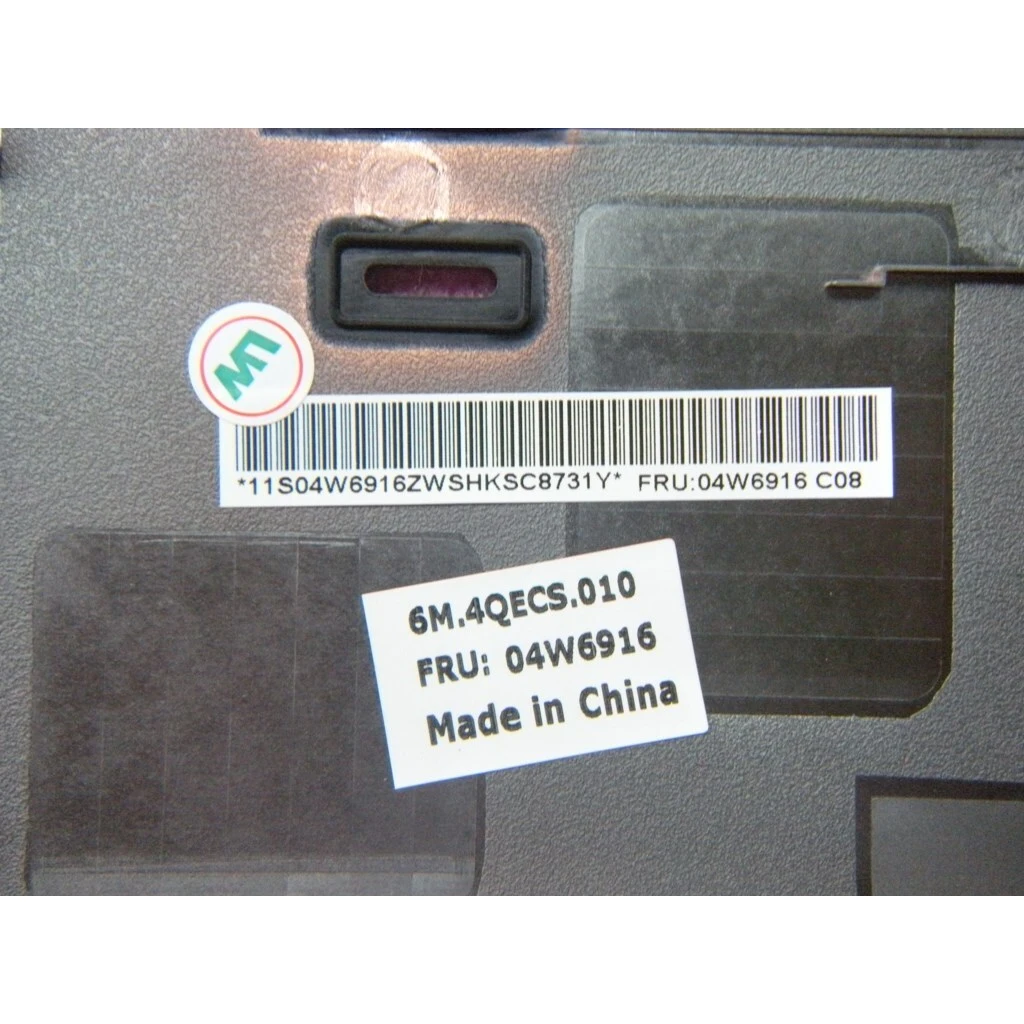 *11S04W6916ZWSHKSC8731Y* FRU:04W6916 C08
6M.4QECS.010
FRU: 04W6916
Made in China